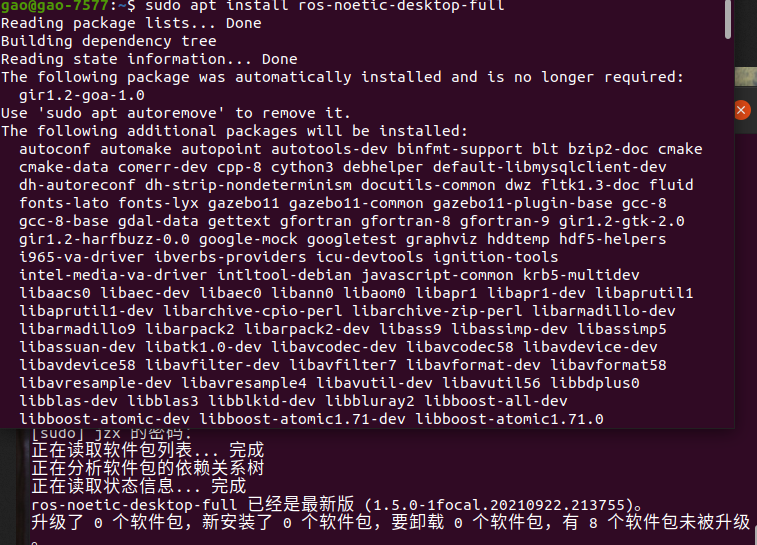 gao@gao-7577:~$ sudo apt install ros-noetic-desktop-full
Reading package lists... Done
Building dependency tree
Reading state information... Done
The following package was automatically installed and is no longer required:
gir1.2-goa-1.0
Use 'sudo apt autoremove' to remove it.
The following additional packages will be installed:
autoconf automake autopoint autotools-dev binfmt-support blt bzip2-doc cmake
cmake-data comerr-dev cpp-8 cython3 debhelper default-libmysqlclient-dev
dh-autoreconf dh-strip-nondeterminism docutils-common dwz fltk1.3-doc fluid
fonts-lato fonts-lyx gazebo11 gazebo11-common gazebo11-plugin-base gcc-8
gcc-8-base gdal-data gettext gfortran gfortran-8 gfortran-9 gir1.2-gtk-2.0
gir1.2-harfbuzz-0.0 google-mock googletest graphviz hddtemp hdf5-helpers
i965-va-driver ibverbs-providers icu-devtools ignition-tools
intel-media-va-driver intltool-debian javascript-common krb5-multidev
libaacs0 libaec-dev libaec0 libann0 libaom0 libapr1 libapr1-dev libaprutil1
libaprutil1-dev libarchive-cpio-perl libarchive-zip-perl libarmadillo-dev
libarmadillo9 libarpack2 libarpack2-dev libass9 libassimp-dev libassimp5
libassuan-dev libatk1.0-dev libavcodec-dev libavcodec58 libavdevice-dev
libavdevice58 libavfilter-dev libavfilter7 libavformat-dev libavformat58
libavresample-dev libavresample4 libavutil-dev libavutil56 libbdplus0
libblas-dev libblas3 libblkid-dev libbluray2 libboost-all-dev
libboost-atomic-dev libboost-atomic1.71-dev libboost-atomic1.71.0
[sudo] jzx 的密码：
正在读取软件包列表... 完成
正在分析软件包的依赖关系树
正在读取状态信息... 完成
ros-noetic-desktop-full 已经是最新版 (1.5.0-1focal.20210922.213755)。
升级了 0 个软件包，新安装了 0 个软件包，要卸载 0 个软件包，有 8 个软件包未被升级
。